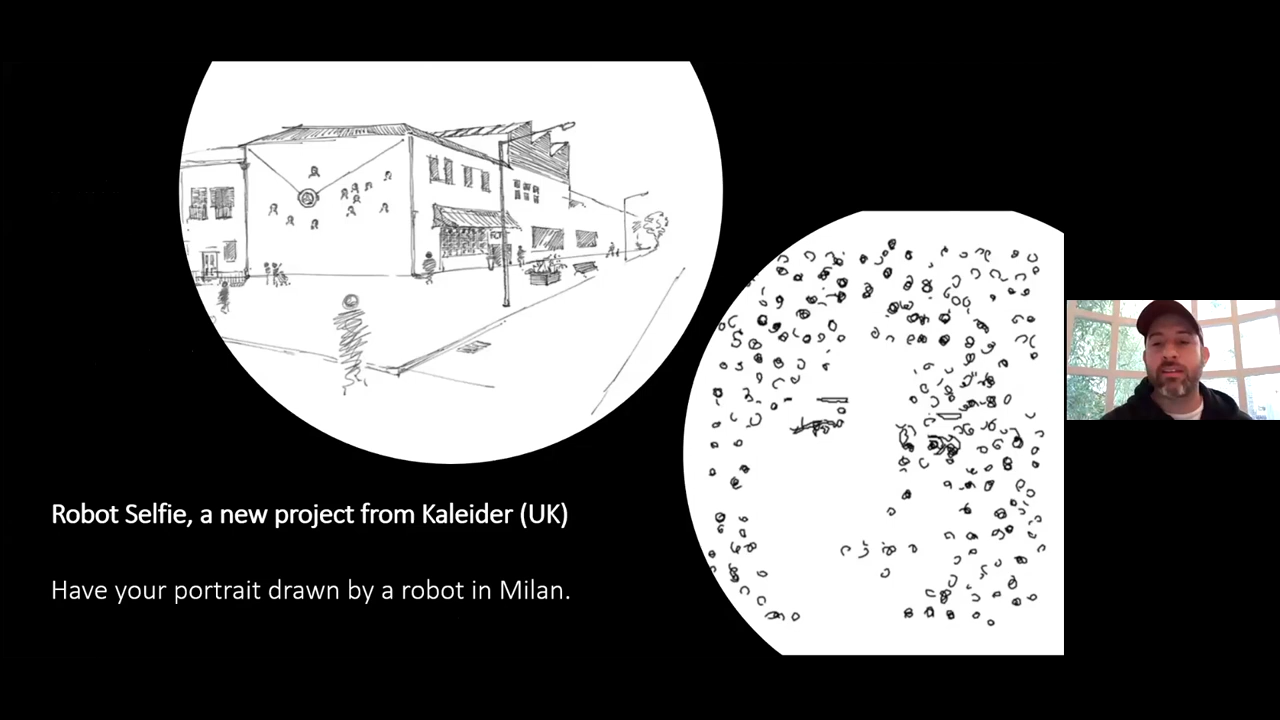 Robot Selfie, a new project from Kaleider (UK)
Have your portrait drawn by a robot in Milan.